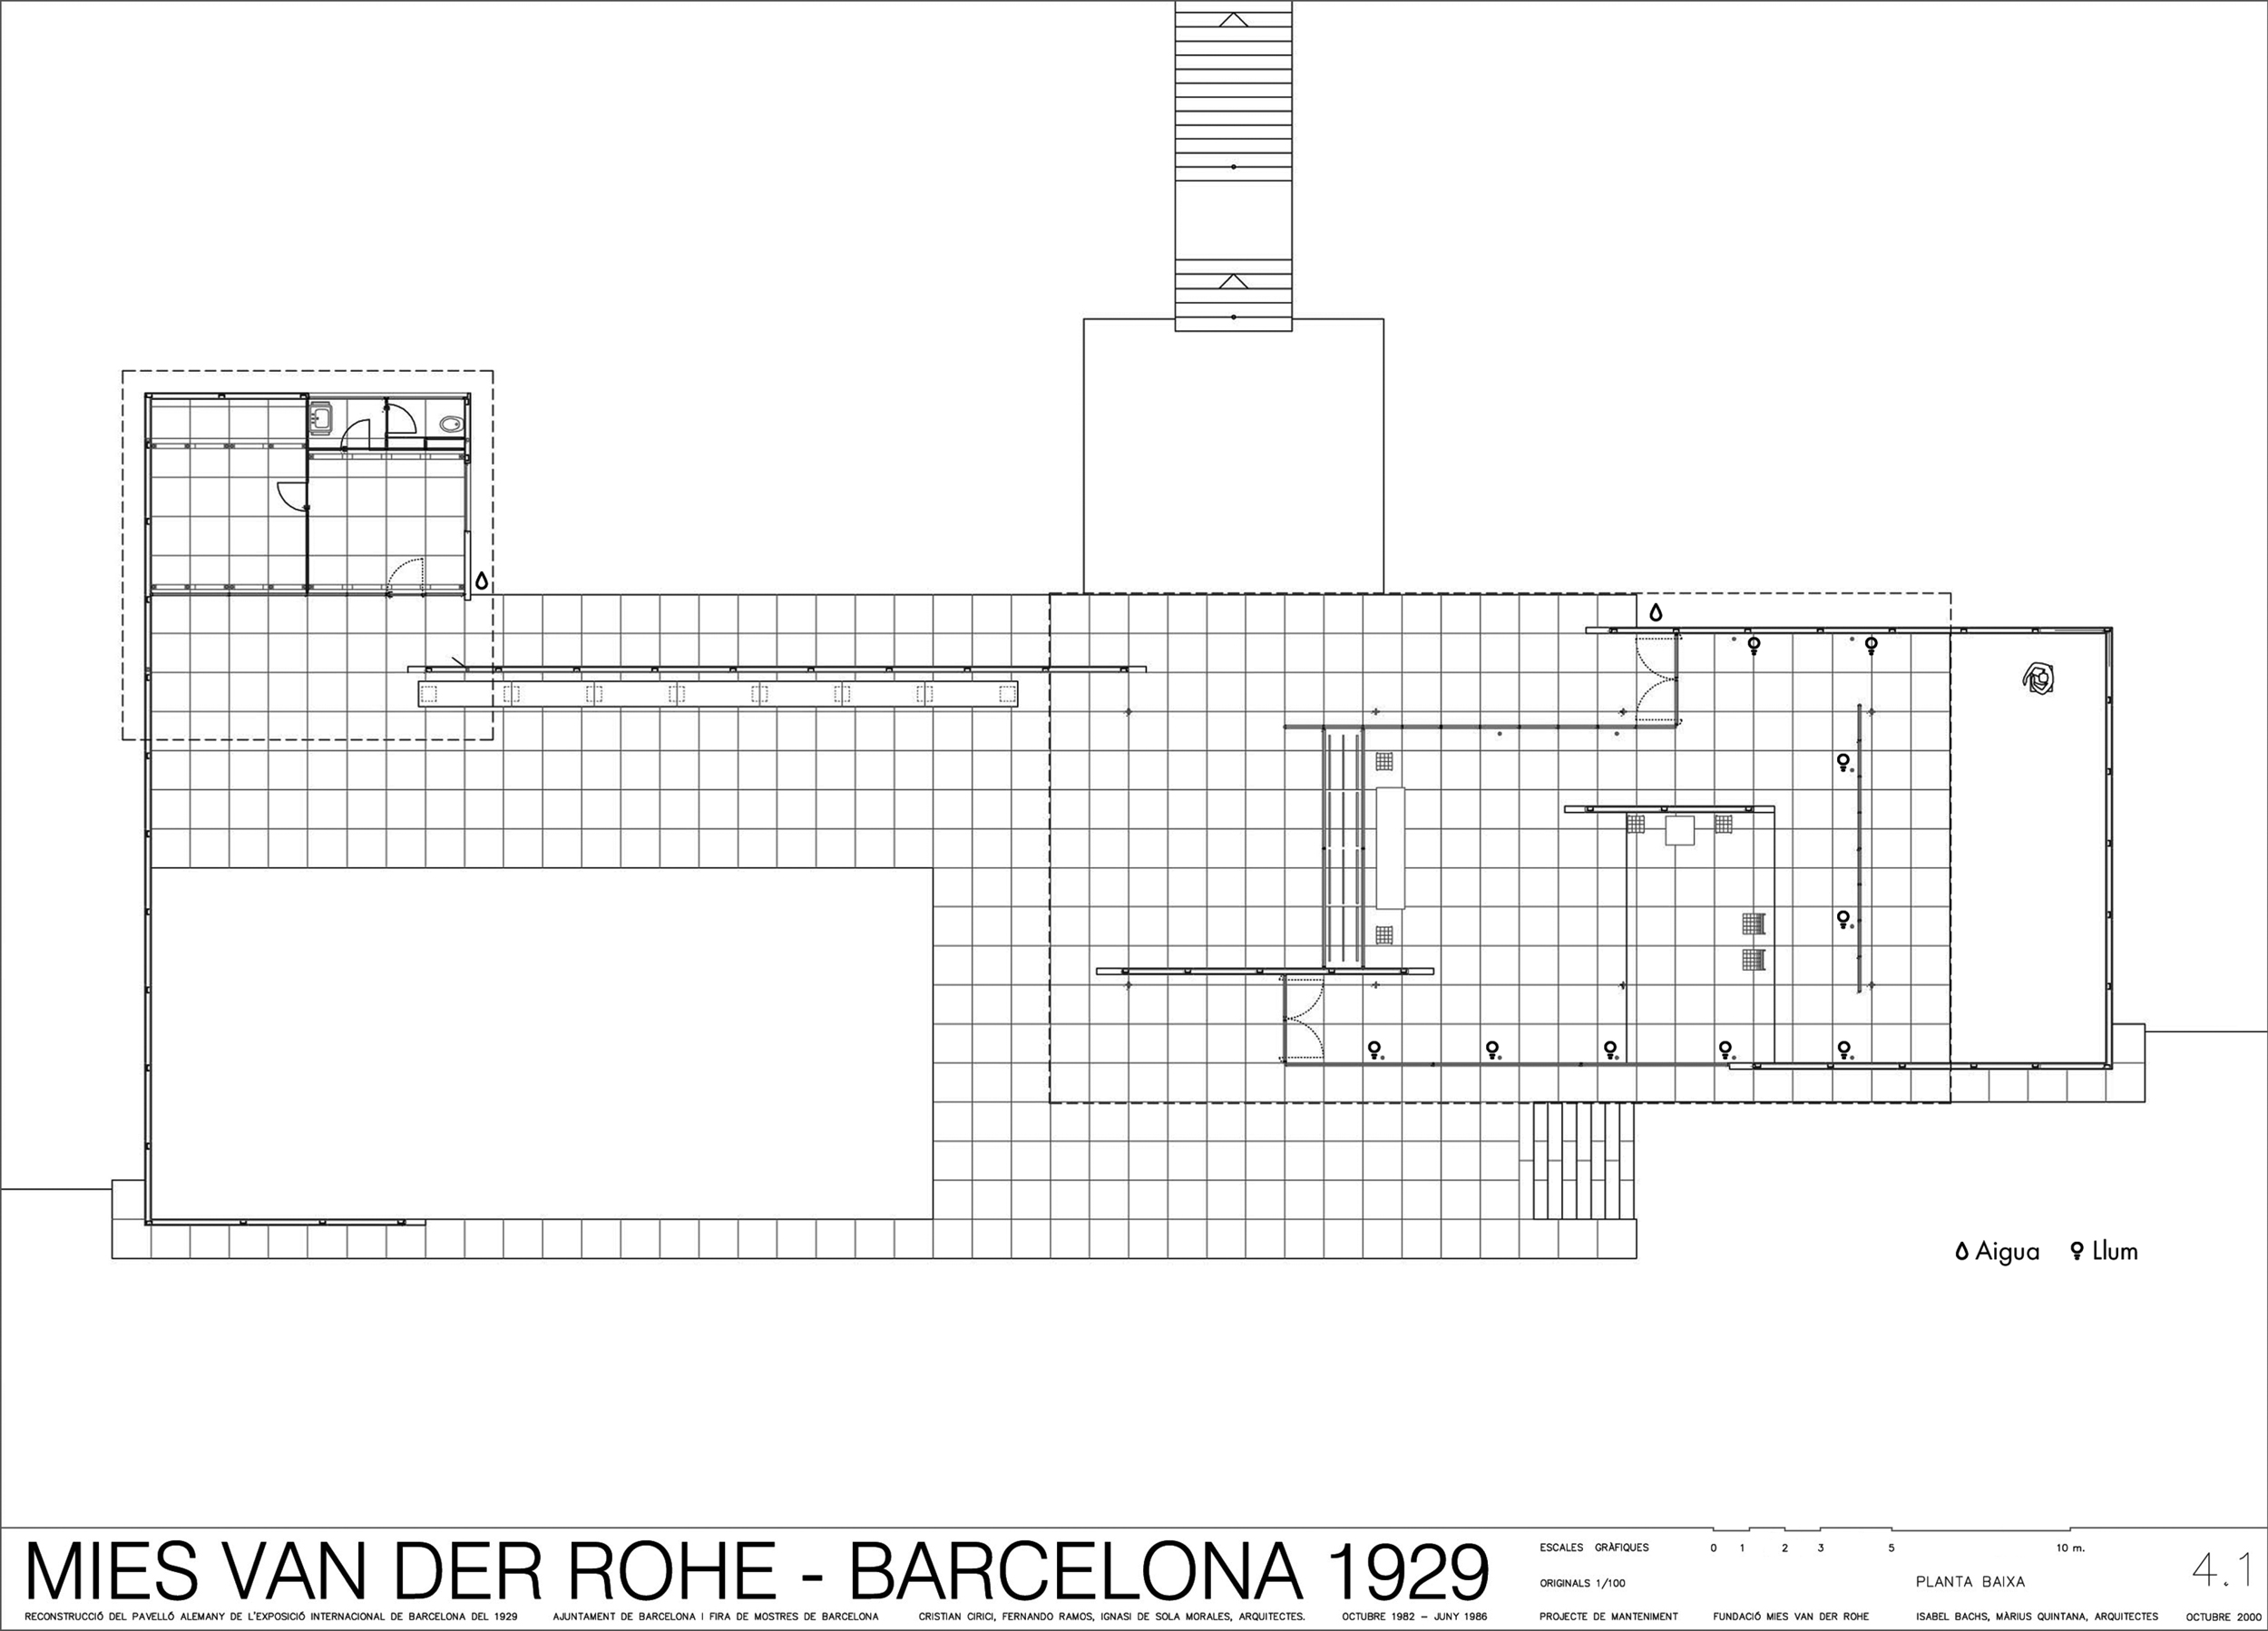 Aigua Llum
MIES VAN DER ROHE - BARCELONA 1929
ESCALES GRÀFIQUES 0 1 2 3 5 10 m.
ORIGINALS 1/100
PLANTA BAIXA
4.1
RECONSTRUCCIÓ DEL PAVELLÓ ALEMANY DE L'EXPOSICIÓ INTERNACIONAL DE BARCELONA DEL 1929 AJUNTAMENT DE BARCELONA I FIRA DE MOSTRES DE BARCELONA CRISTIAN CIRICI, FERNANDO RAMOS, IGNASI DE SOLA MORALES, ARQUITECTES. OCTUBRE 1982 – JUNY 1986 PROJECTE DE MANTENIMENT FUNDACIÓ MIES VAN DER ROHE ISABEL BACHS, MÀRIUS QUINTANA, ARQUITECTES OCTUBRE 2000